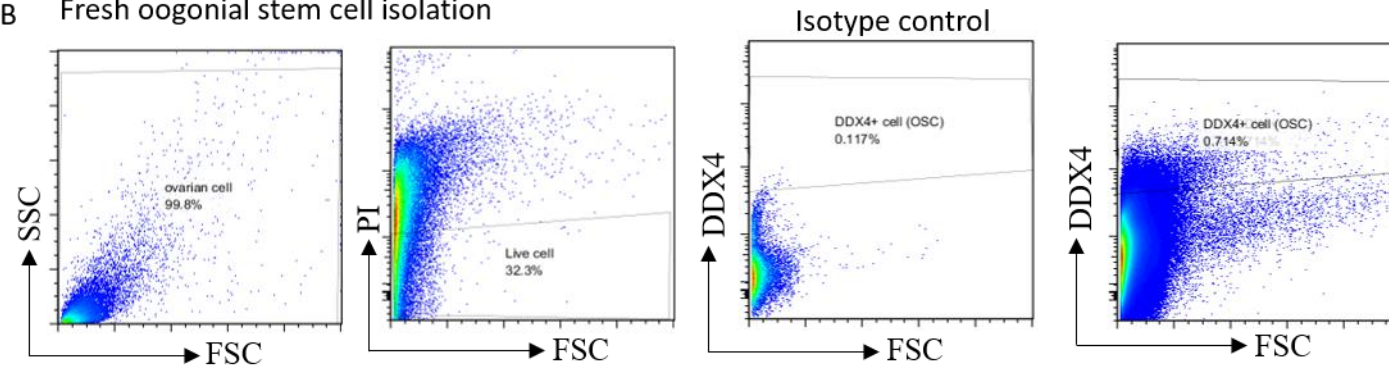 B Fresh oogonial stem cell isolation
Isotype control
SSC
ovarian cell
99.8%
FSC
PI
Live cell
32.3%
FSC
DDX4
DDX4+ cell (OSC)
0.117%
FSC
DDX4
DDX4+ cell (OSC)
0.714%
FSC